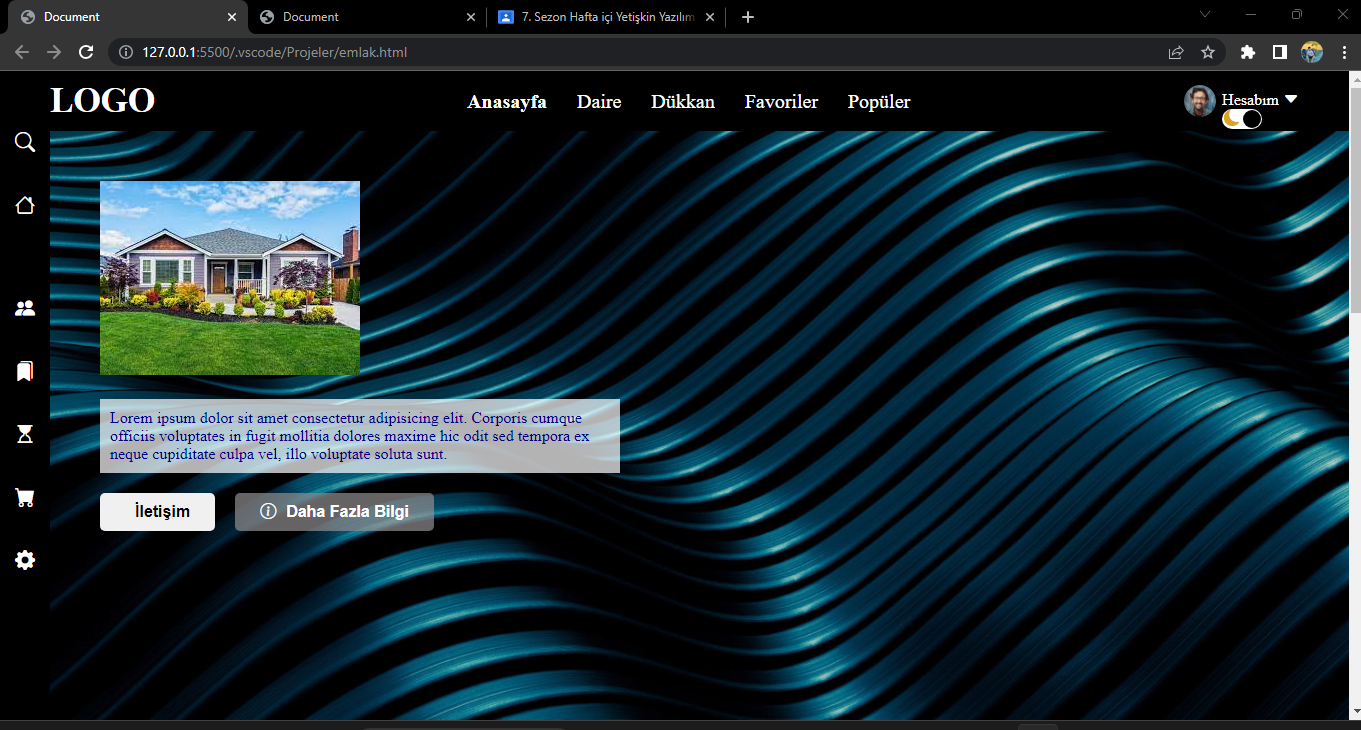 Document
Document
7. Sezon Hafta içi Yetişkin Yazılım
127.0.0.1:5500/.vscode/Projeler/emlak.html
LOGO
Anasayfa
Daire
Dükkan
Favoriler
Popüler
Hesabım
Lorem ipsum dolor sit amet consectetur adipisicing elit. Corporis cumque
officiis voluptates in fugit mollitia dolores maxime hic odit sed tempora ex
neque cupiditate culpa vel, illo voluptate soluta sunt.
İletişim
Daha Fazla Bilgi